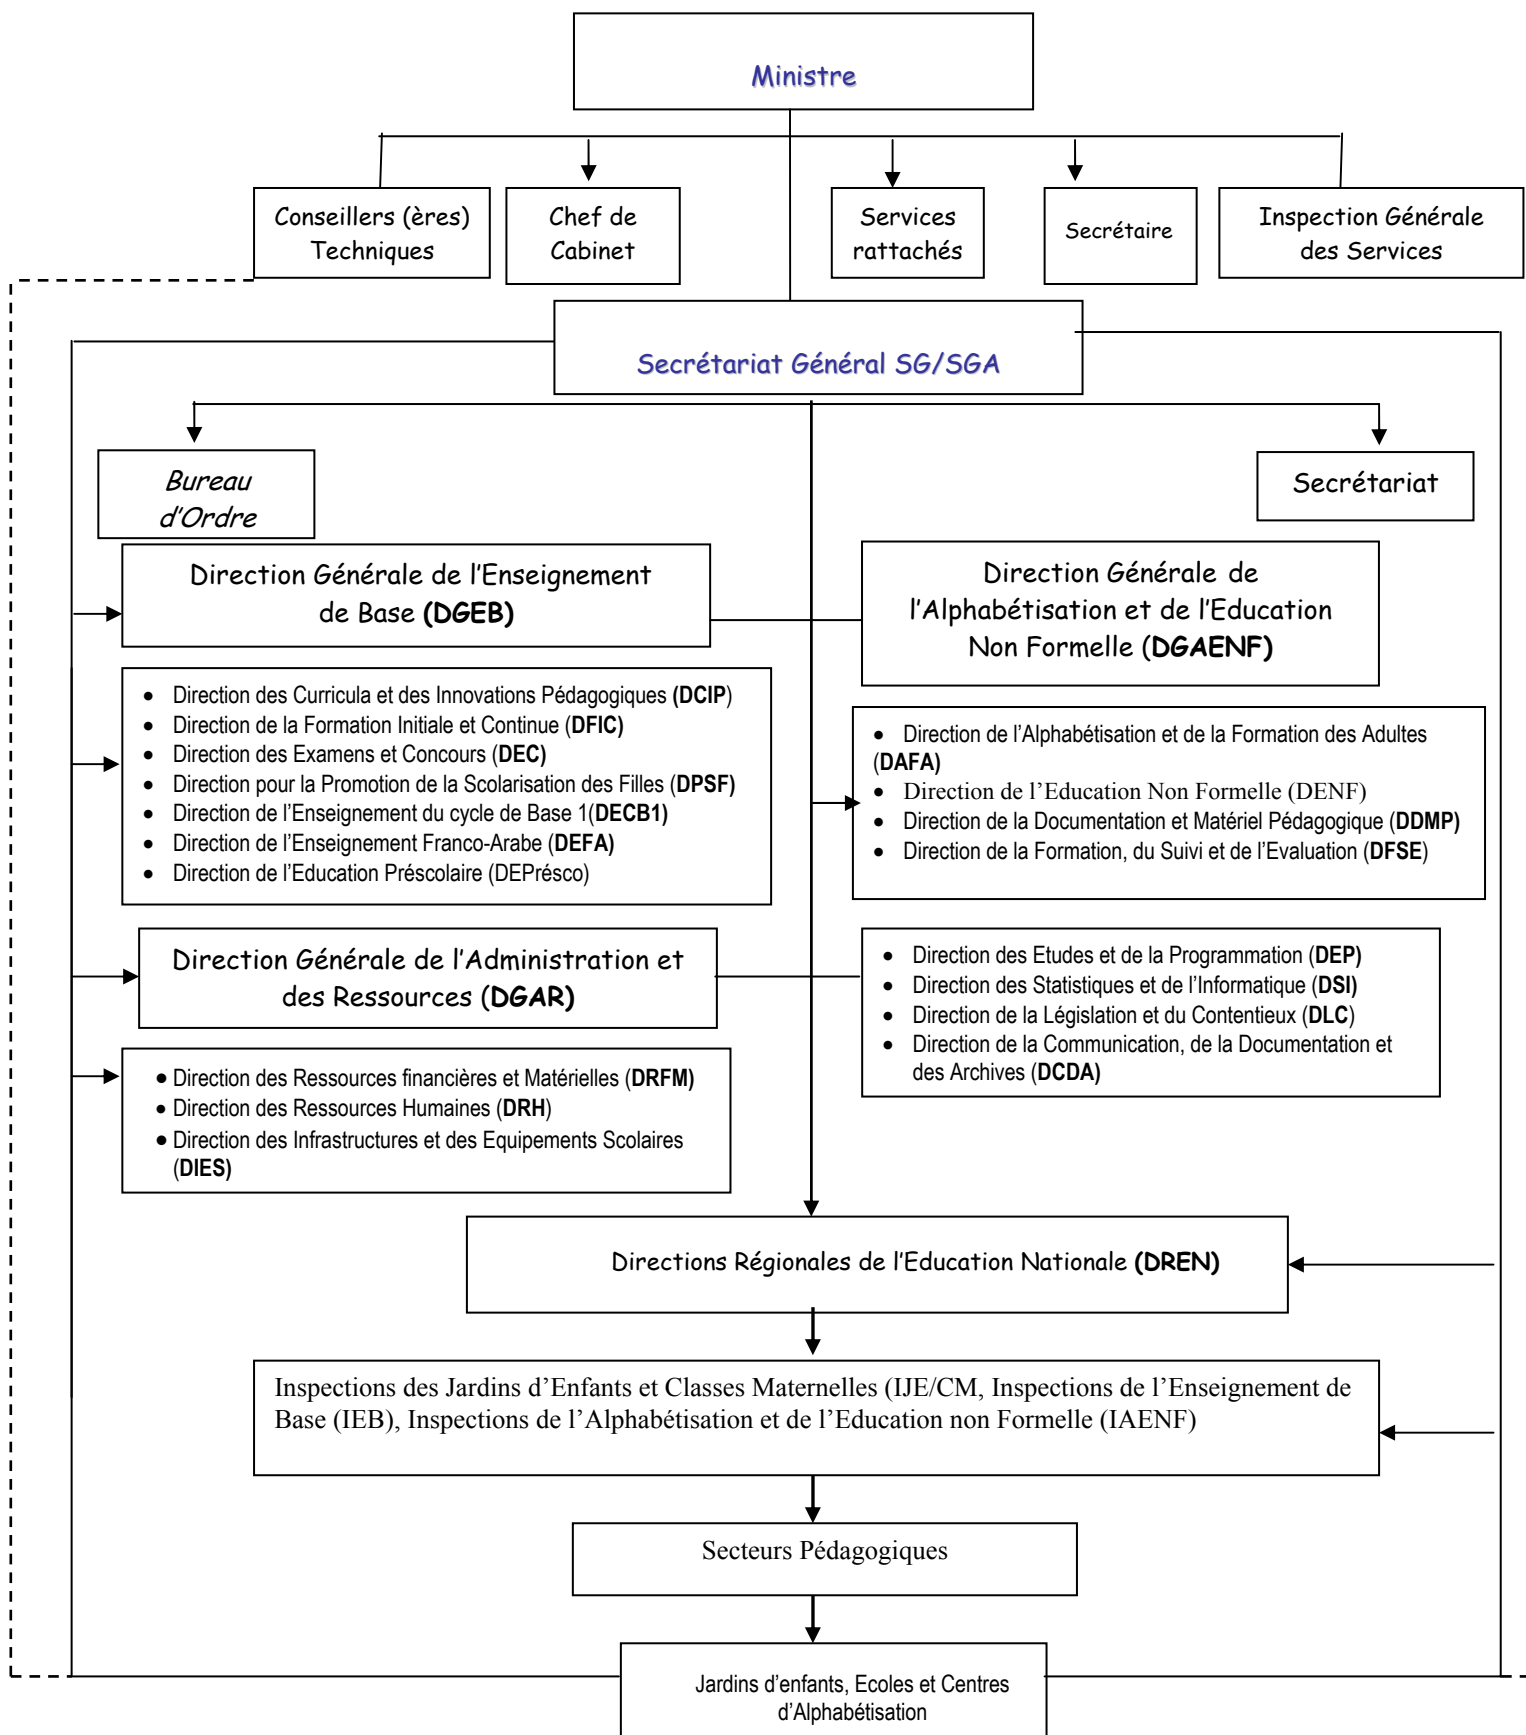 Ministre
Conseillers (ères)
Techniques
Chef de
Cabinet
Services
rattachés
Secrétaire
Inspection Générale
des Services
Secrétariat Général SG/SGA
Bureau
d'Ordre
Secrétariat
Direction Générale de l'Enseignement
de Base (DGEB)
Direction Générale de
l'Alphabétisation et de l'Education
Non Formelle (DGAENF)
• Direction des Curricula et des Innovations Pédagogiques (DCIP)
• Direction de la Formation Initiale et Continue (DFIC)
• Direction des Examens et Concours (DEC)
• Direction pour la Promotion de la Scolarisation des Filles (DPSF)
• Direction de l'Enseignement du cycle de Base 1(DECB1)
• Direction de l'Enseignement Franco-Arabe (DEFA)
• Direction de l'Education Préscolaire (DEPrésco)
• Direction de l'Alphabétisation et de la Formation des Adultes
(DAFA)
• Direction de l'Education Non Formelle (DENF)
• Direction de la Documentation et Matériel Pédagogique (DDMP)
• Direction de la Formation, du Suivi et de l'Evaluation (DFSE)
Direction Générale de l'Administration et
des Ressources (DGAR)
• Direction des Etudes et de la Programmation (DEP)
• Direction des Statistiques et de l'Informatique (DSI)
• Direction de la Législation et du Contentieux (DLC)
• Direction de la Communication, de la Documentation et
des Archives (DCDA)
• Direction des Ressources financières et Matérielles (DRFM)
• Direction des Ressources Humaines (DRH)
• Direction des Infrastructures et des Equipements Scolaires
(DIES)
Directions Régionales de l'Education Nationale (DREN)
Inspections des Jardins d'Enfants et Classes Maternelles (IJE/CM, Inspections de l'Enseignement de
Base (IEB), Inspections de l'Alphabétisation et de l'Education non Formelle (IAENF)
Secteurs Pédagogiques
Jardins d'enfants, Ecoles et Centres
d'Alphabétisation